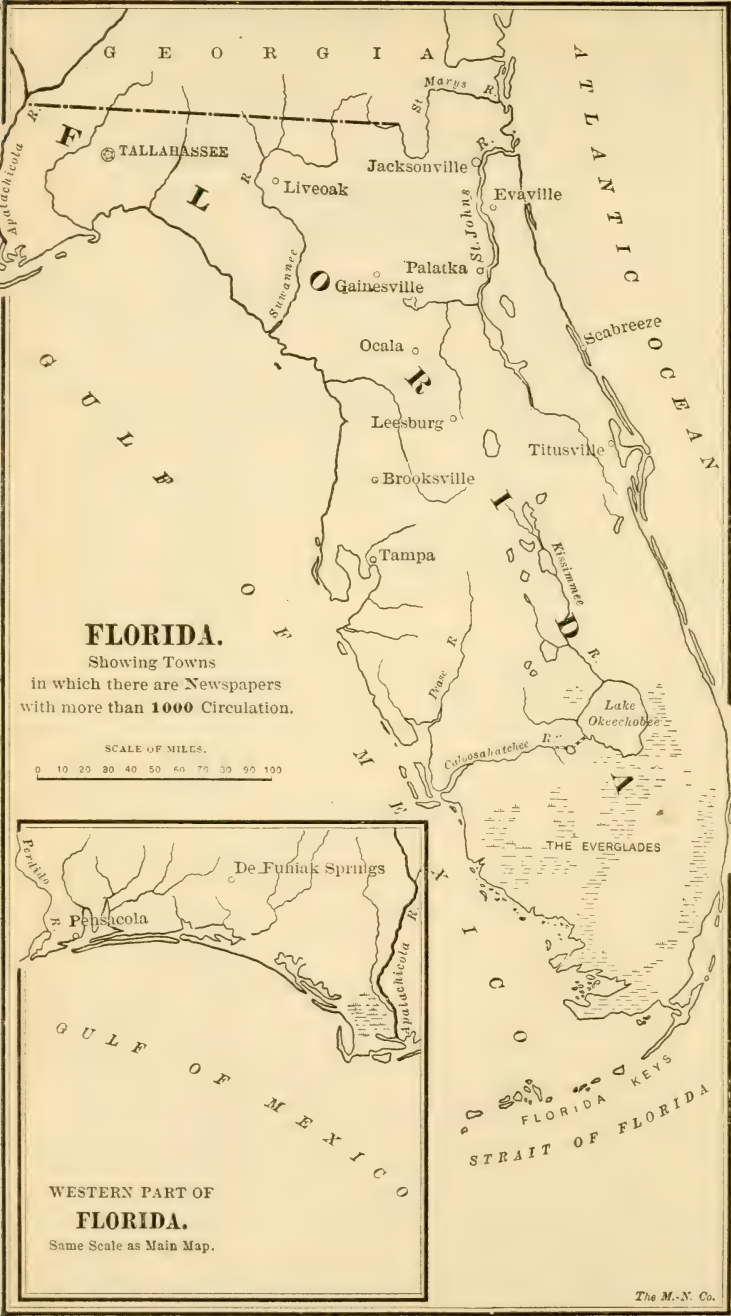 GEORGIA
ATLANTIC OCEAN
St Marys R.
Apalachicola R.
FLORIDA
TALLAHASSEE
Jacksonville
R.
Liveoak
Evaville
St. Johns
R
Suwannee
Palatka
Gainesville
Seabreeze
Ocala
Leesburg
Titusville
Brooksville
Tampa
Kissimmee R.
GULF OF MEXICO
FLORIDA.
Showing Towns
in which there are Newspapers
with more than 1000 Circulation.
SCALE OF MILES.
0 10 20 30 40 50 60 70 80 90 100
Peace R
Lake
Okeechobee
Caloosahatchee R.
THE EVERGLADES
Perdido R
De Funiak Springs
Pensacola
Apalachicola R.
GULF OF MEXICO
FLORIDA KEYS
STRAIT OF FLORIDA
WESTERN PART OF
FLORIDA.
Same Scale as Main Map.
The M.-N. Co.